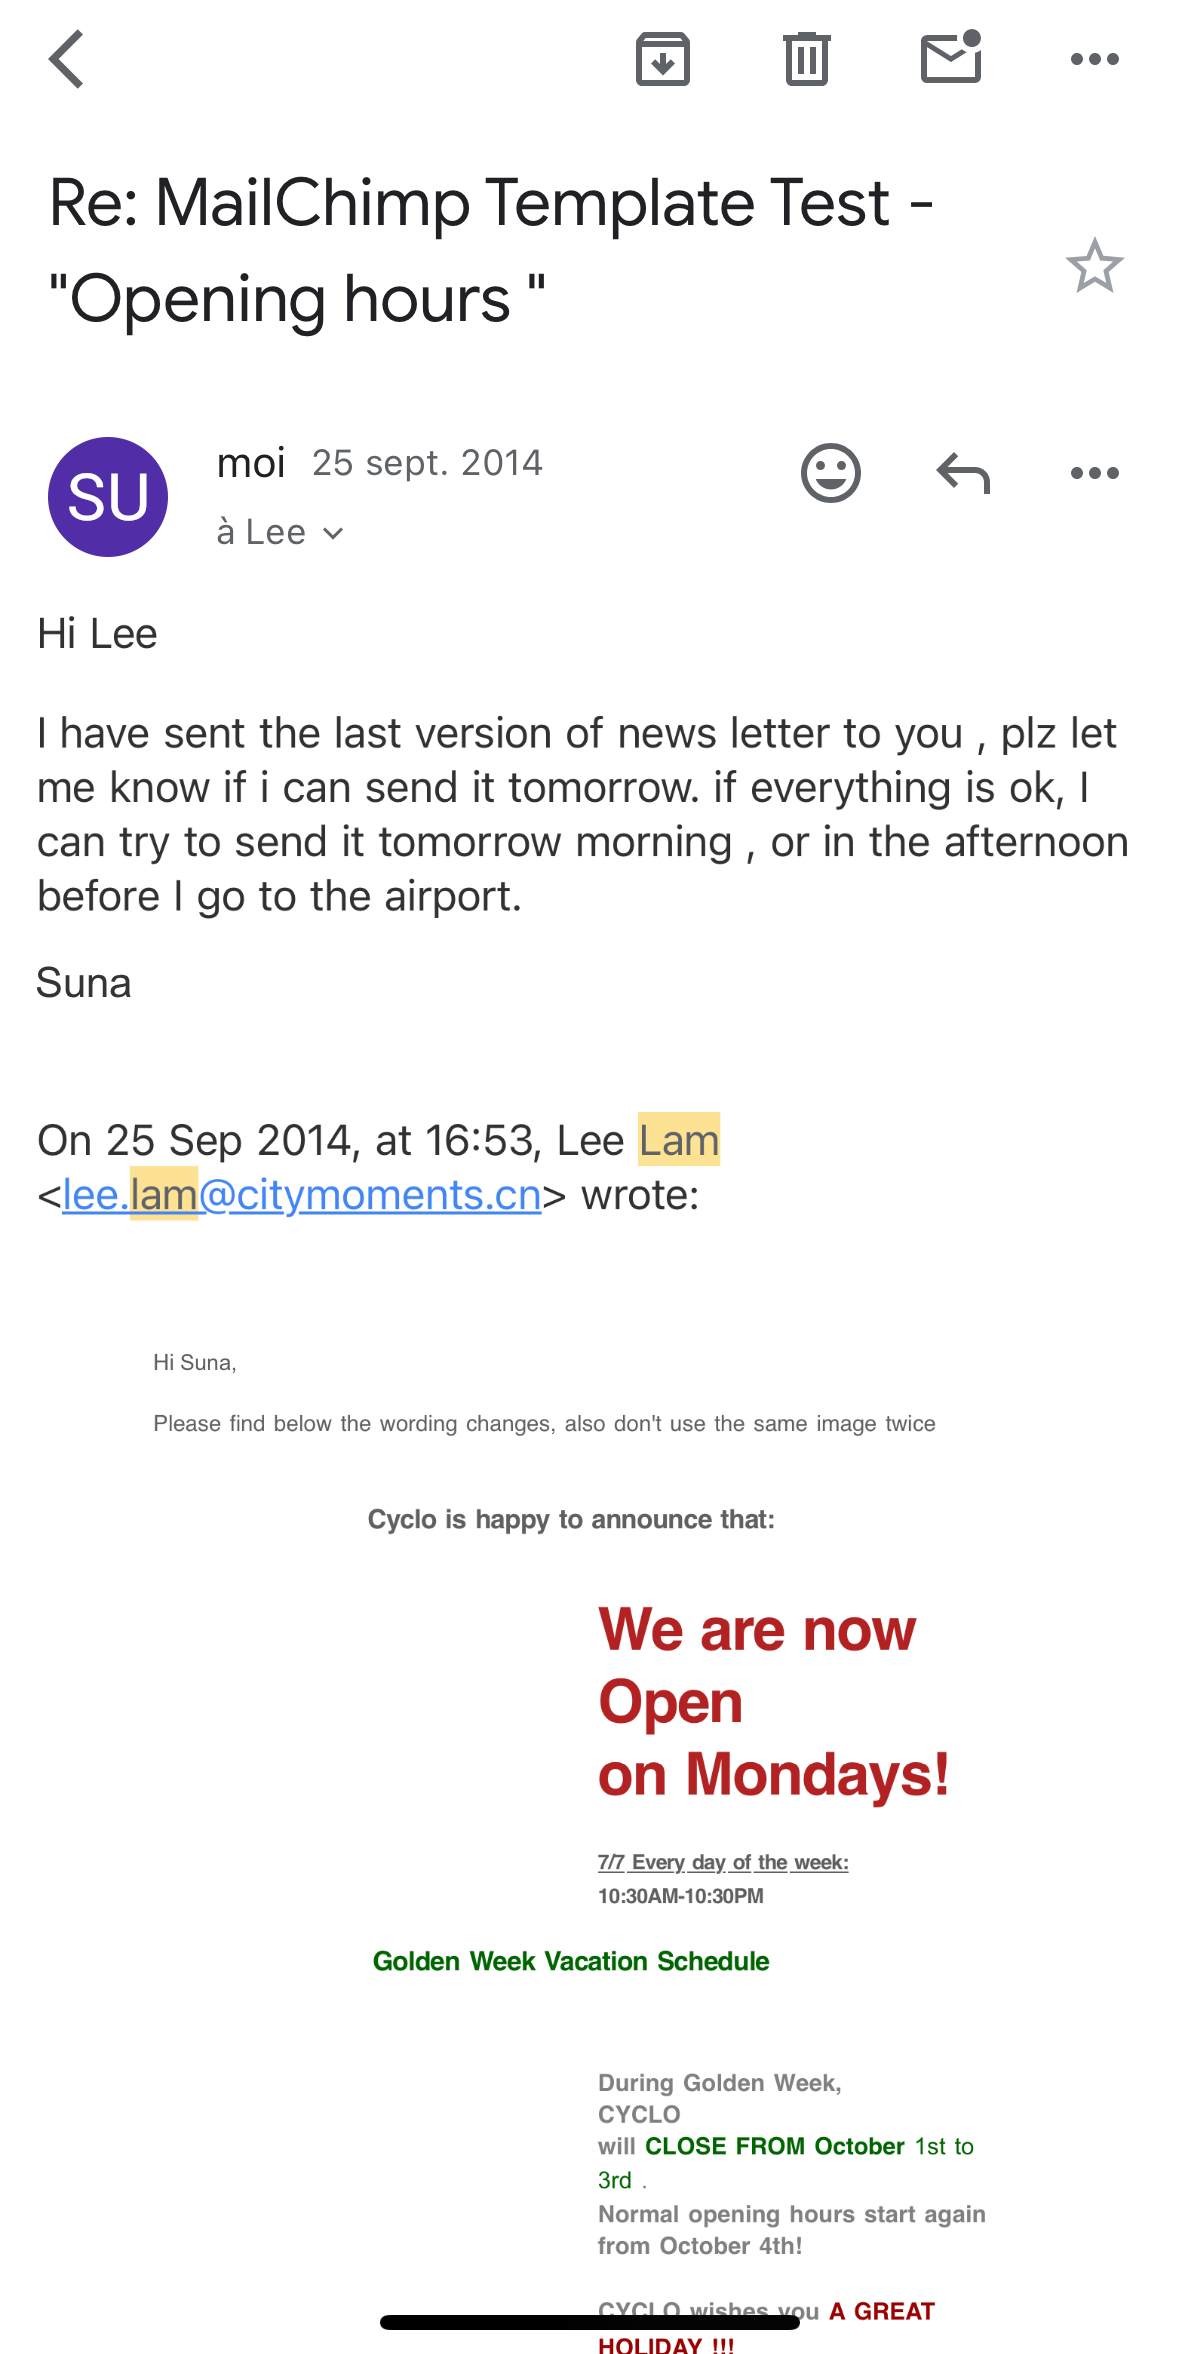 Re: MailChimp Template Test -
"Opening hours "
SU
moi 25 sept. 2014
à Lee
Hi Lee
I have sent the last version of news letter to you , plz let
me know if i can send it tomorrow. if everything is ok, I
can try to send it tomorrow morning , or in the afternoon
before I go to the airport.
Suna
On 25 Sep 2014, at 16:53, Lee Lam
<lee.lam@citymoments.cn> wrote:
Hi Suna,
Please find below the wording changes, also don't use the same image twice
Cyclo is happy to announce that:
We are now
Open
on Mondays!
7/7 Every day of the week:
10:30AM-10:30PM
Golden Week Vacation Schedule
During Golden Week,
CYCLO
will CLOSE FROM October 1st to
3rd .
Normal opening hours start again
from October 4th!
CYCLO wishes you A GREAT
HOLIDAY !!!